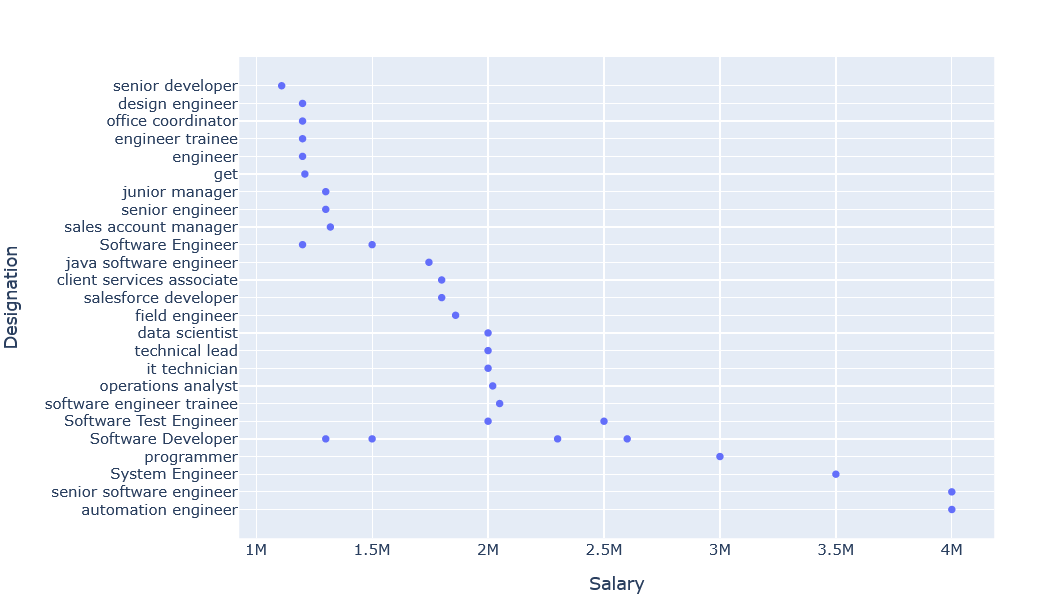 senior developer
design engineer
office coordinator
engineer trainee
engineer
get
junior manager
senior engineer
sales account manager
Software Engineer
java software engineer
client services associate
salesforce developer
field engineer
data scientist
technical lead
it technician
operations analyst
software engineer trainee
Software Test Engineer
Software Developer
programmer
System Engineer
senior software engineer
automation engineer
Designation
1M 1.5M 2M 2.5M 3M 3.5M 4M
Salary